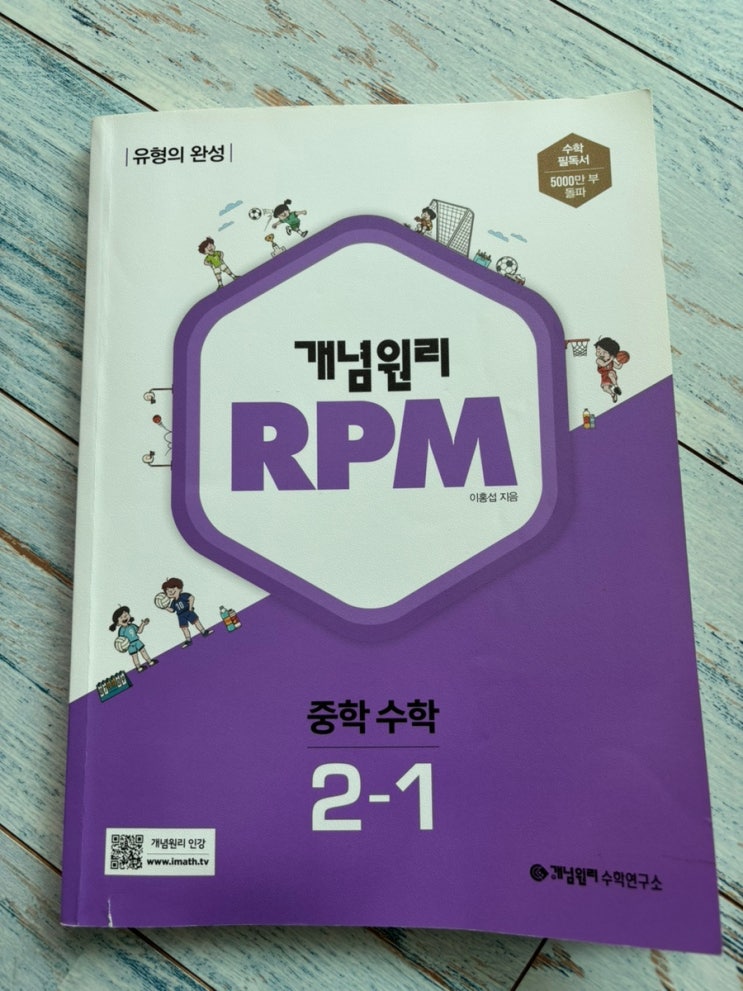 |유형의 완성|
수학
필독서
5000만 부
돌파
개념원리
RPM
이홍섭 지음
중학 수학
2-1
개념원리 인강
www.imath.tv
개념원리 수학연구소